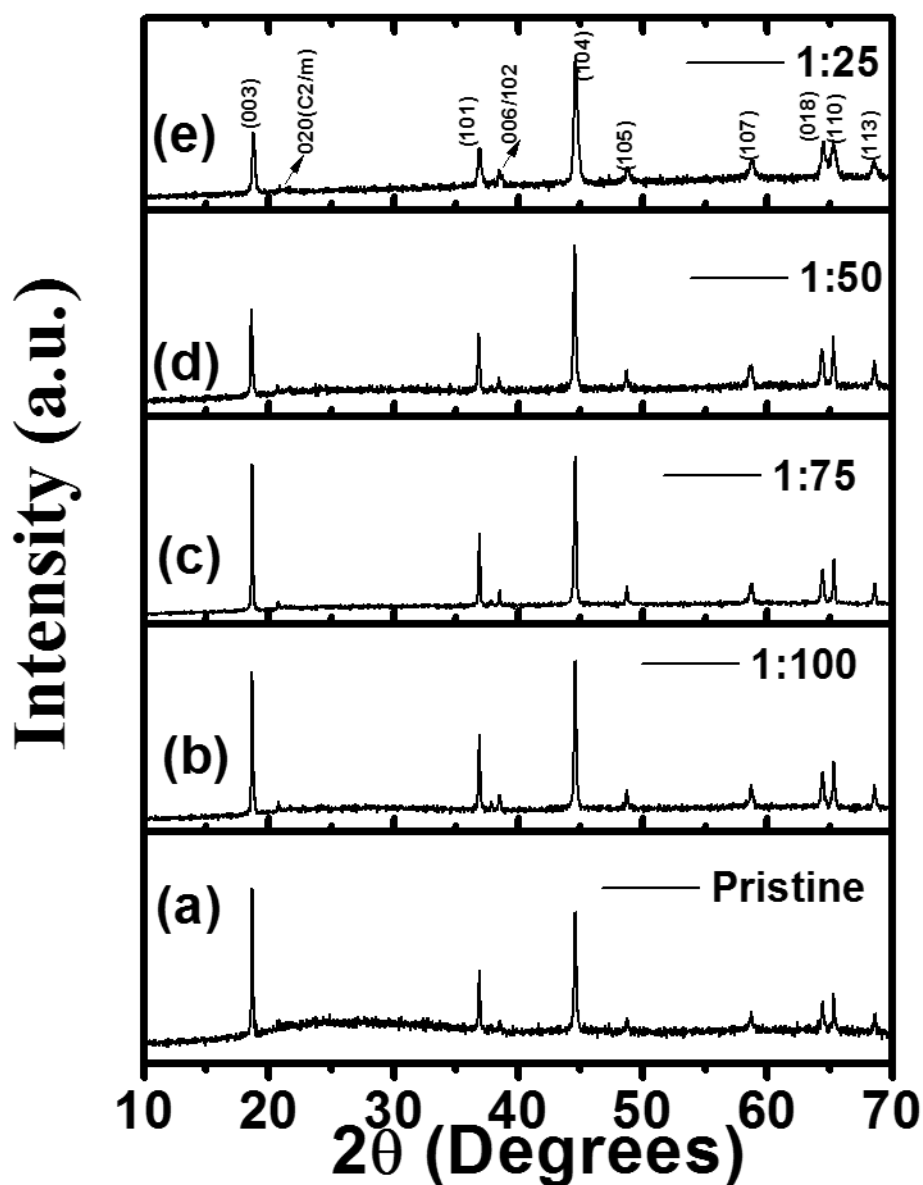 Intensity (a.u.)
(e)
(003)
020(C2/m)
(101)
006/102
(104)
(105)
(107)
(018)
(110)
(113)
1:25
(d)
1:50
(c)
1:75
(b)
1:100
(a)
Pristine
10 20 30 40 50 60 70
2θ (Degrees)